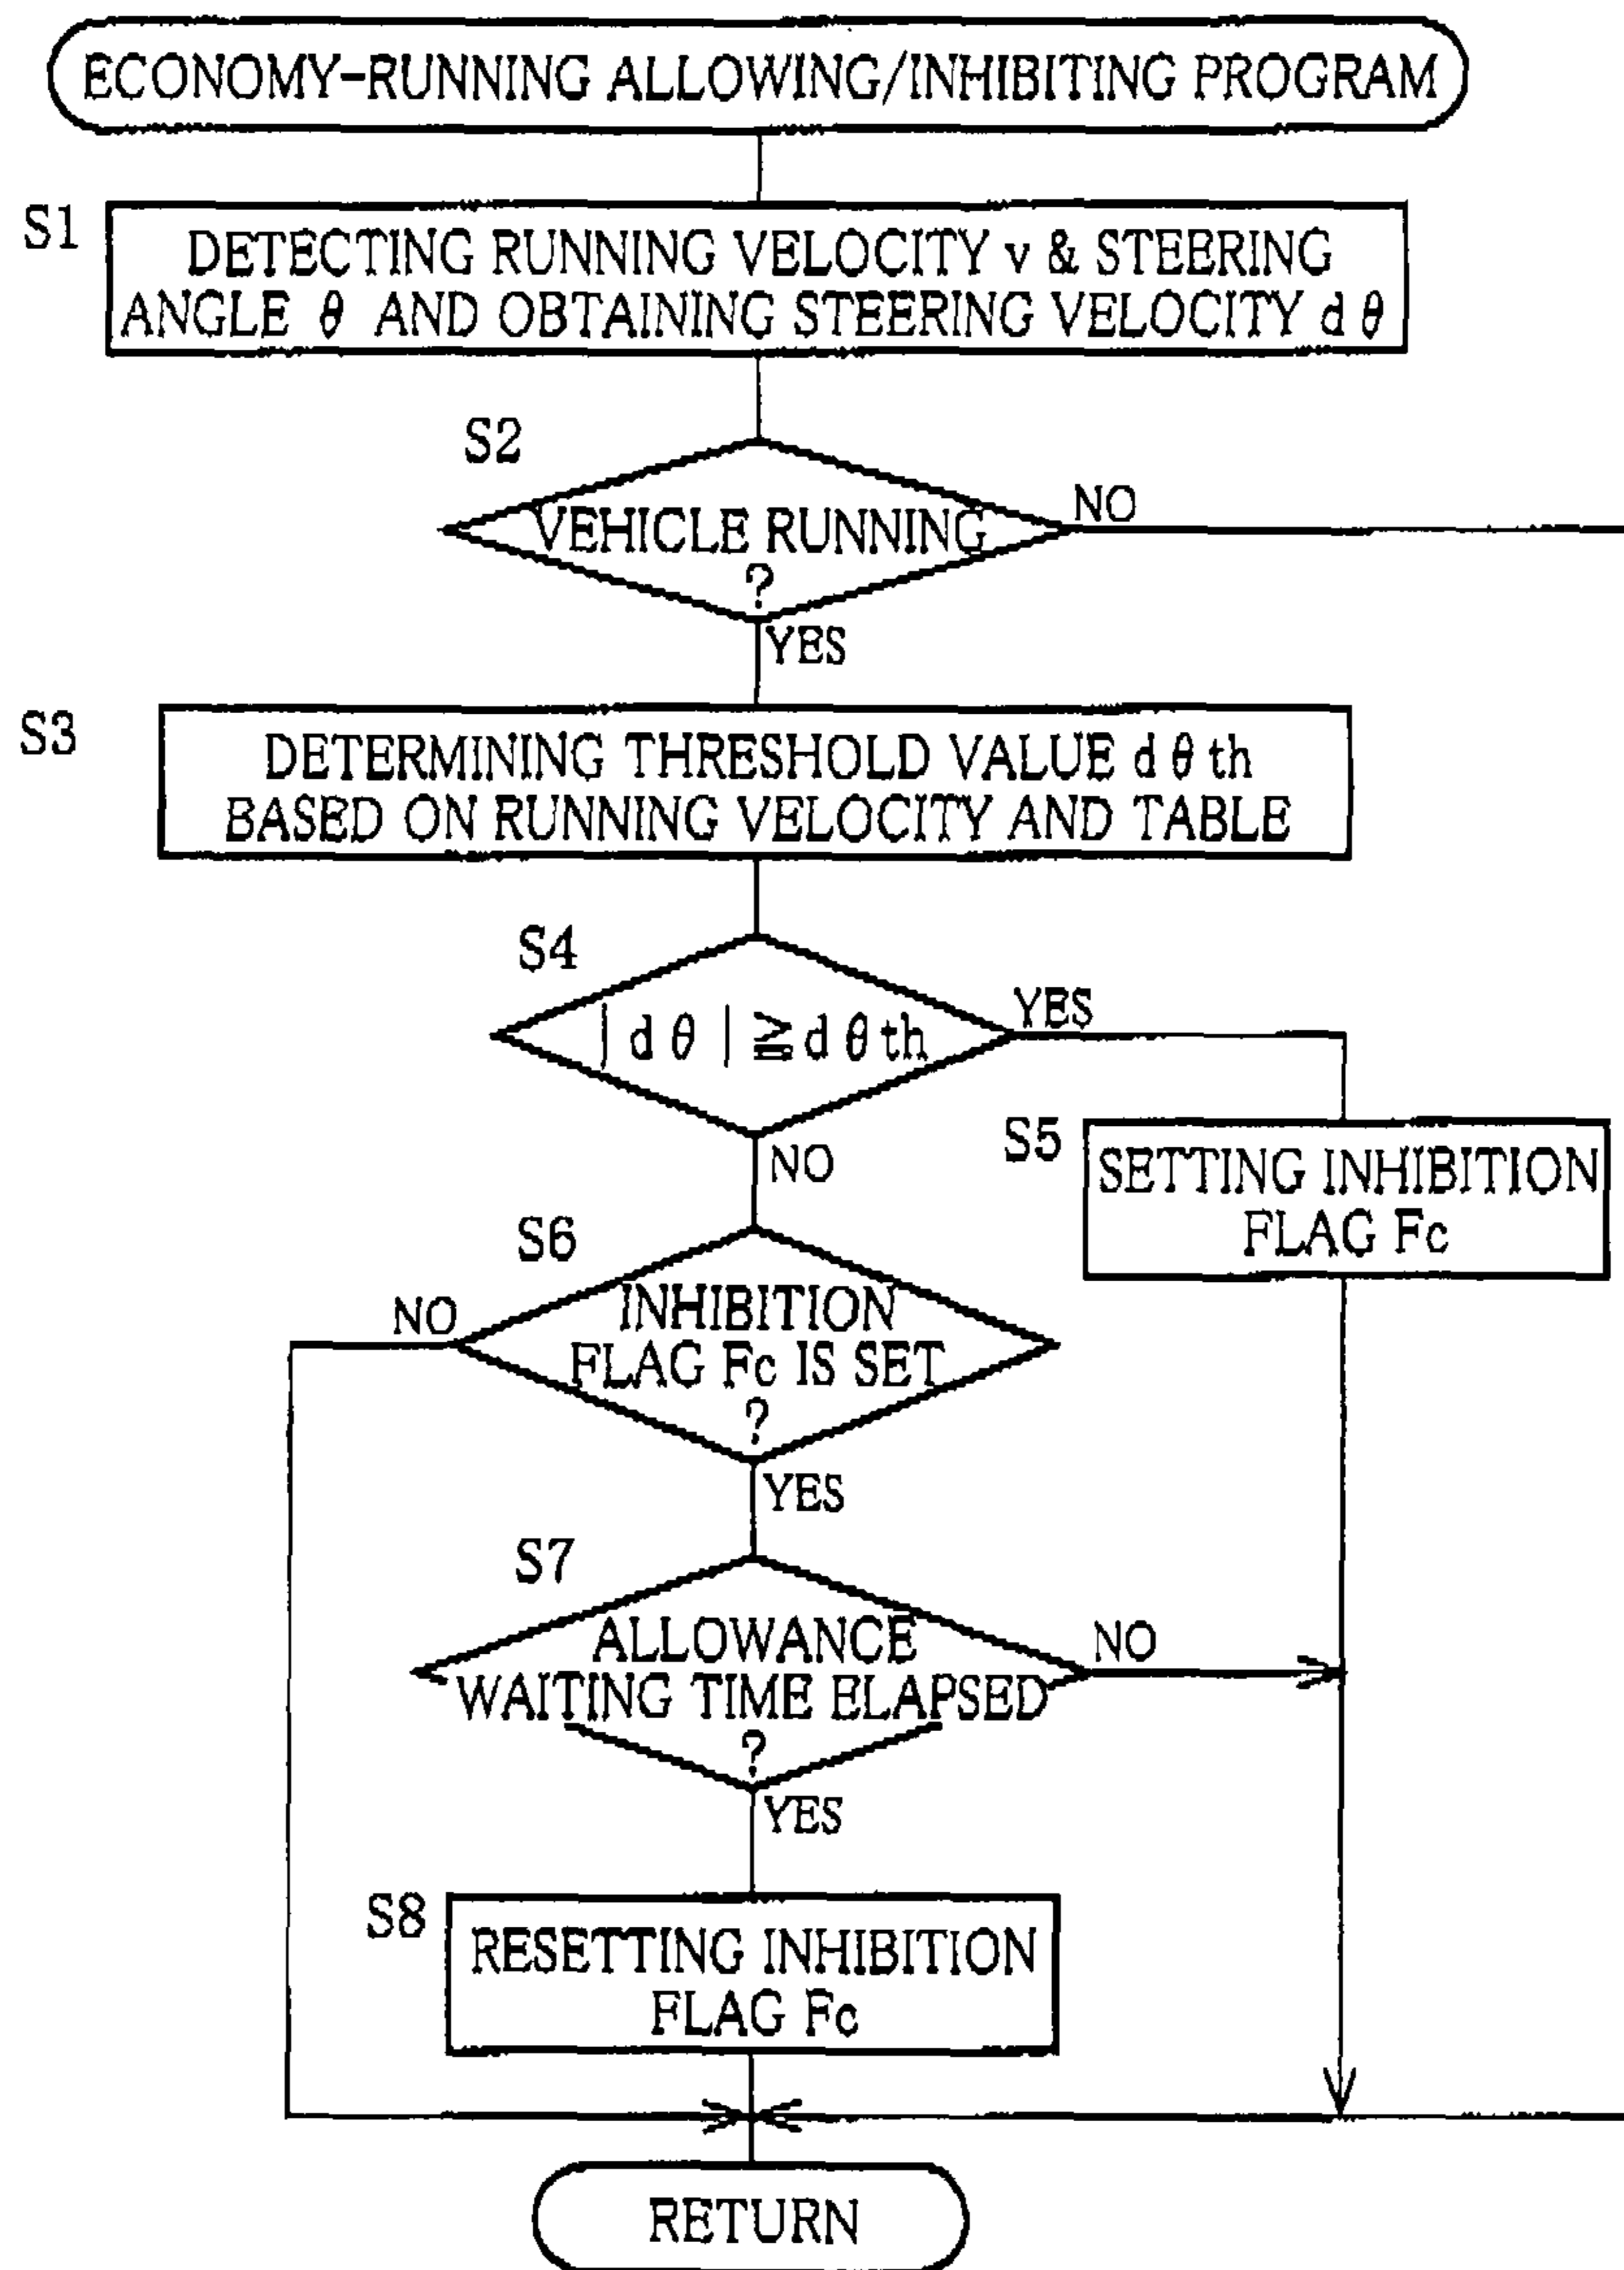 ECONOMY-RUNNING ALLOWING/INHIBITING PROGRAM
S1
DETECTING RUNNING VELOCITY v & STEERING
ANGLE θ AND OBTAINING STEERING VELOCITY dθ
S2
VEHICLE RUNNING
?
NO
YES
S3
DETERMINING THRESHOLD VALUE dθth
BASED ON RUNNING VELOCITY AND TABLE
S4
|dθ| ≧ dθth
YES
NO
S5
SETTING INHIBITION
FLAG Fc
S6
INHIBITION
FLAG Fc IS SET
?
NO
YES
S7
ALLOWANCE
WAITING TIME ELAPSED
?
NO
YES
S8
RESETTING INHIBITION
FLAG Fc
RETURN